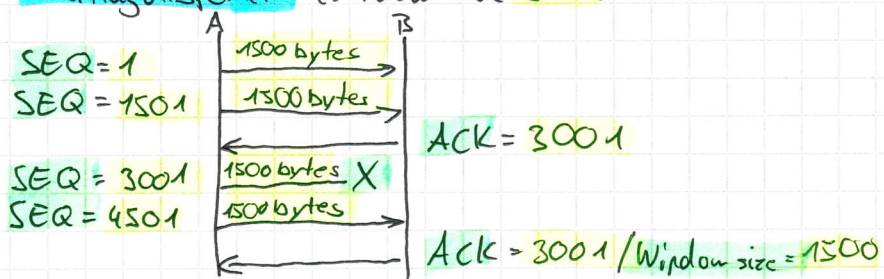 A B
SEQ = 1 1500 bytes
SEQ = 1501 1500 bytes
ACK = 3001
SEQ = 3001 1500 bytes X
SEQ = 4501 1500 bytes
ACK = 3001 / Window size = 1500